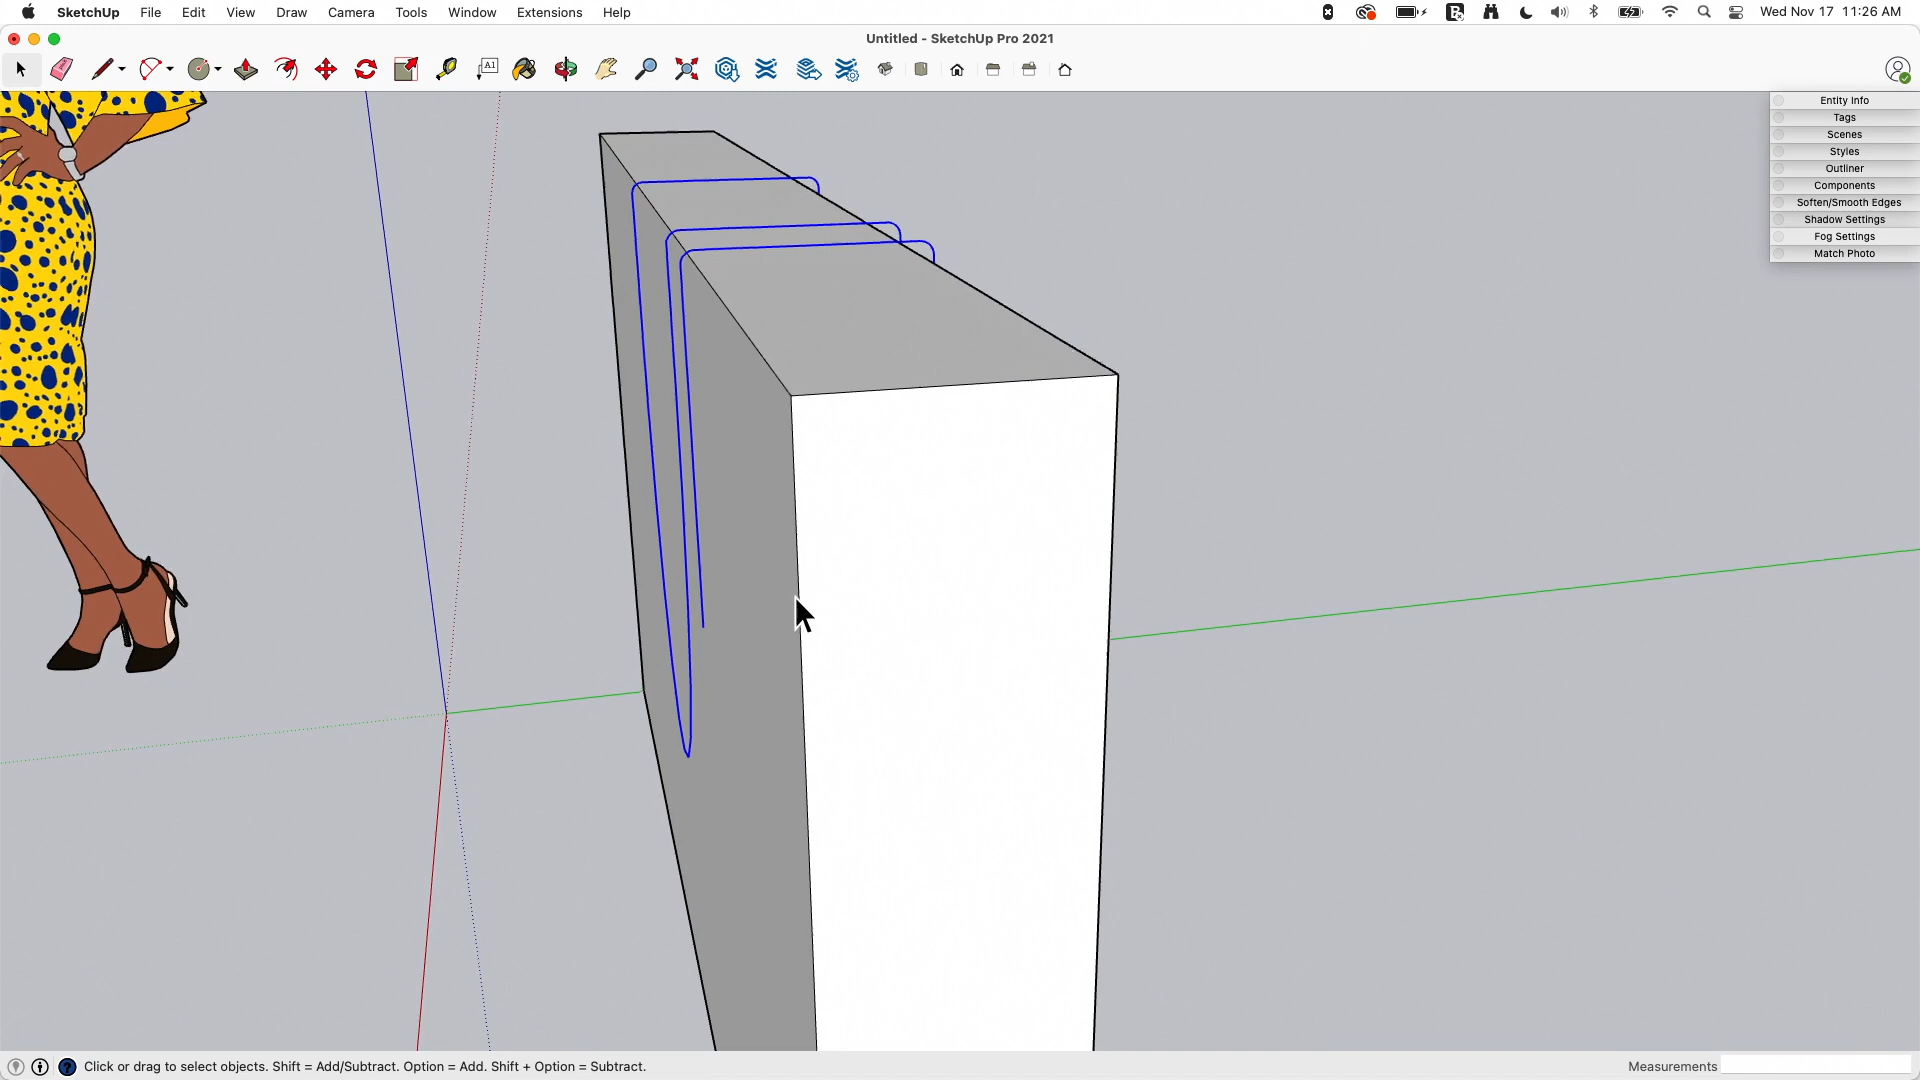 SketchUp File Edit View Draw Camera Tools Window Extensions Help Wed Nov 17 11:26 AM
Untitled - SketchUp Pro 2021
A1
Entity Info
Tags
Scenes
Styles
Outliner
Components
Soften/Smooth Edges
Shadow Settings
Fog Settings
Match Photo
Click or drag to select objects. Shift = Add/Subtract. Option = Add. Shift + Option = Subtract. Measurements